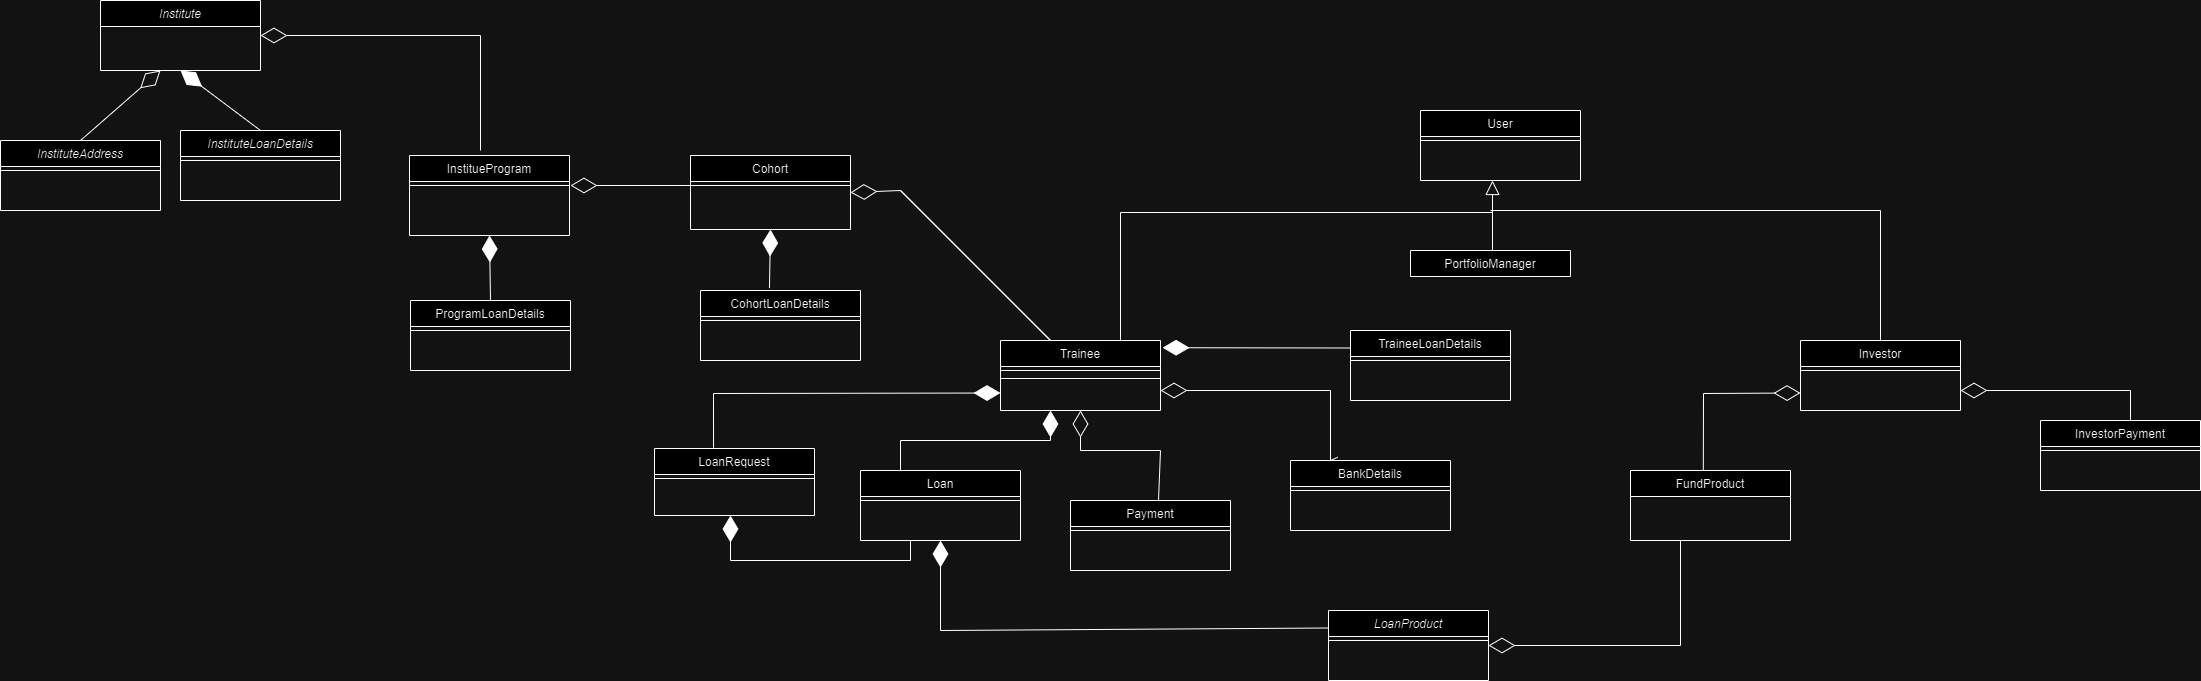 Institute
User
InstituteLoanDetails
InstituteAddress
InstitueProgram
Cohort
PortfolioManager
CohortLoanDetails
ProgramLoanDetails
TraineeLoanDetails
Trainee
Investor
InvestorPayment
LoanRequest
BankDetails
Loan
FundProduct
Payment
LoanProduct